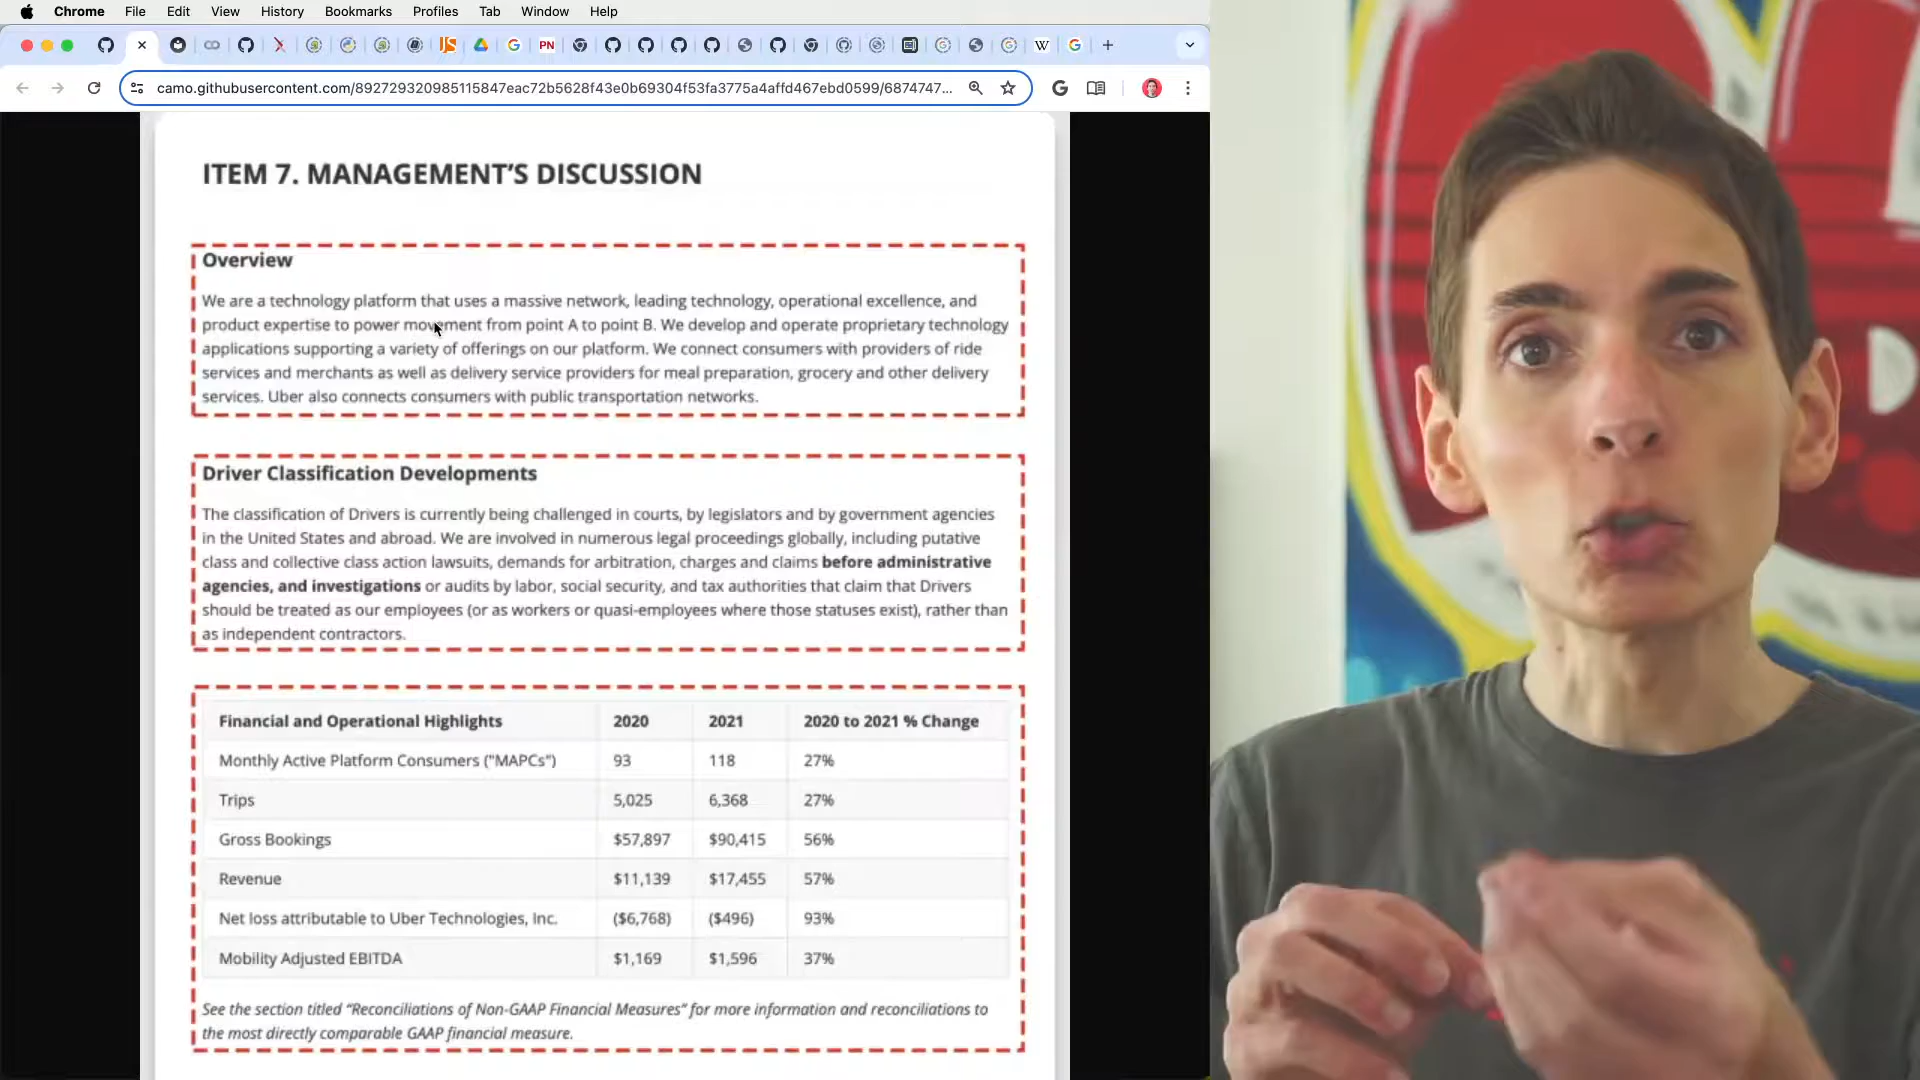 Chrome File Edit View History Bookmarks Profiles Tab Window Help
camo.githubusercontent.com/892729320985115847eac72b5628f43e0b69304f53fa3775a4affd467ebd0599/6874747...
ITEM 7. MANAGEMENT'S DISCUSSION
Overview
We are a technology platform that uses a massive network, leading technology, operational excellence, and
product expertise to power movement from point A to point B. We develop and operate proprietary technology
applications supporting a variety of offerings on our platform. We connect consumers with providers of ride
services and merchants as well as delivery service providers for meal preparation, grocery and other delivery
services. Uber also connects consumers with public transportation networks.
Driver Classification Developments
The classification of Drivers is currently being challenged in courts, by legislators and by government agencies
in the United States and abroad. We are involved in numerous legal proceedings globally, including putative
class and collective class action lawsuits, demands for arbitration, charges and claims before administrative
agencies, and investigations or audits by labor, social security, and tax authorities that claim that Drivers
should be treated as our employees (or as workers or quasi-employees where those statuses exist), rather than
as independent contractors.
Financial and Operational Highlights 2020 2021 2020 to 2021 % Change
Monthly Active Platform Consumers ("MAPCs") 93 118 27%
Trips 5,025 6,368 27%
Gross Bookings $57,897 $90,415 56%
Revenue $11,139 $17,455 57%
Net loss attributable to Uber Technologies, Inc. ($6,768) ($496) 93%
Mobility Adjusted EBITDA $1,169 $1,596 37%
See the section titled “Reconciliations of Non-GAAP Financial Measures” for more information and reconciliations to
the most directly comparable GAAP financial measure.